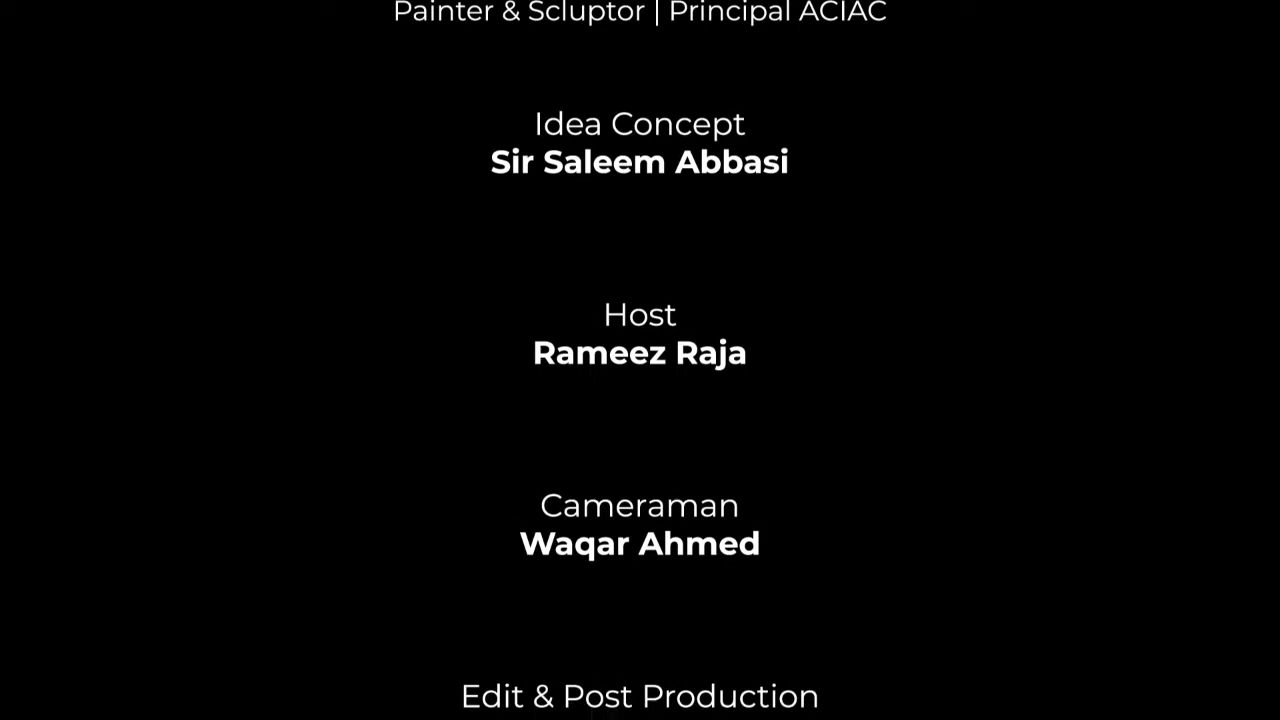 Painter & Scluptor | Principal ACIAC
Idea Concept
Sir Saleem Abbasi
Host
Rameez Raja
Cameraman
Waqar Ahmed
Edit & Post Production